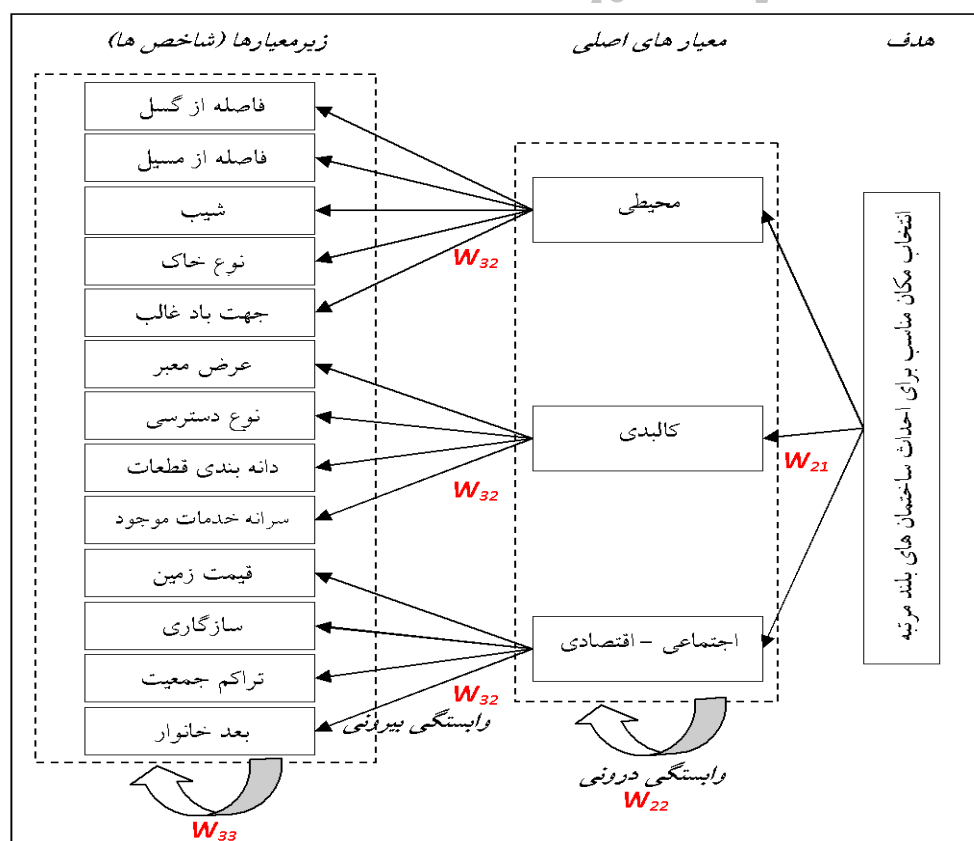 هدف
معیار های اصلی
زیرمعیارها (شاخص ها)
انتخاب مکان مناسب برای احداث ساختمان های بلند مرتبه
W21
محیطی
کالبدی
اجتماعی - اقتصادی
وابستگی درونی
W22
W32
فاصله از گسل
فاصله از مسیل
شیب
نوع خاک
جهت باد غالب
W32
عرض معبر
نوع دسترسی
دانه بندی قطعات
سرانه خدمات موجود
W32
وابستگی بیرونی
قیمت زمین
سازگاری
تراکم جمعیت
بعد خانوار
W33